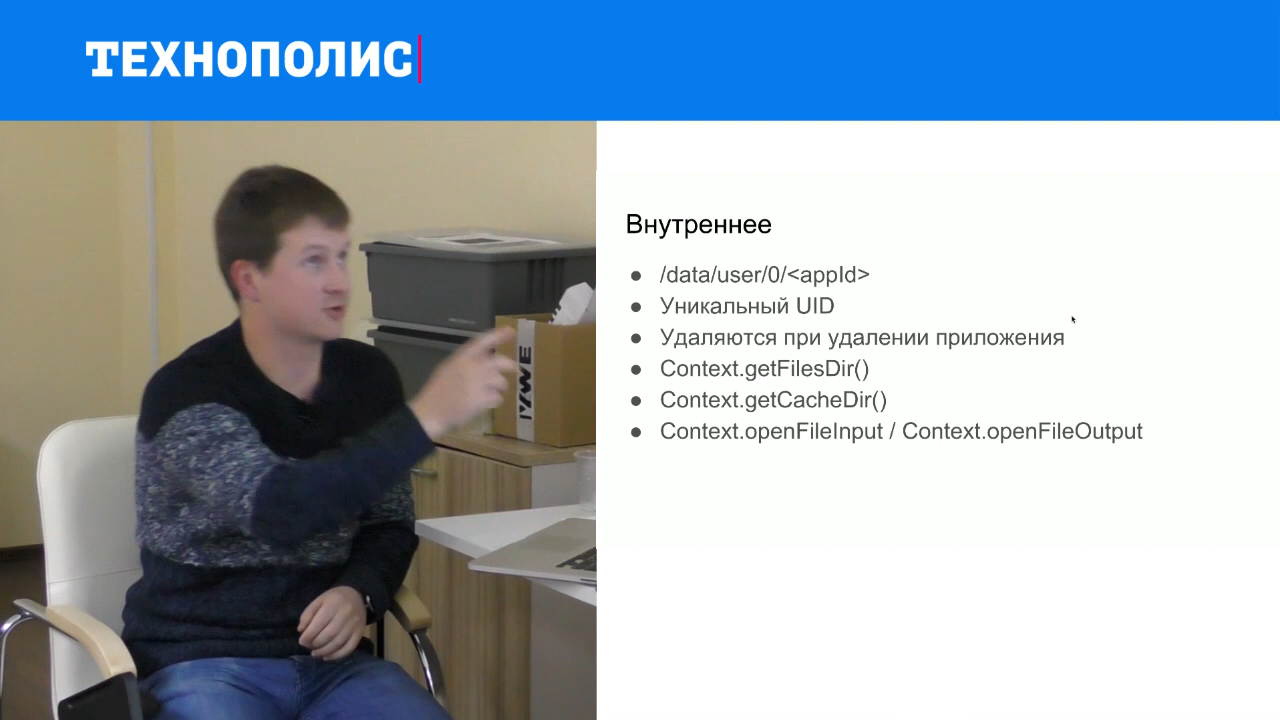 ТЕХНОПОЛИС
Внутреннее
● /data/user/0/<appId>
● Уникальный UID
● Удаляются при удалении приложения
● Context.getFilesDir()
● Context.getCacheDir()
● Context.openFileInput / Context.openFileOutput